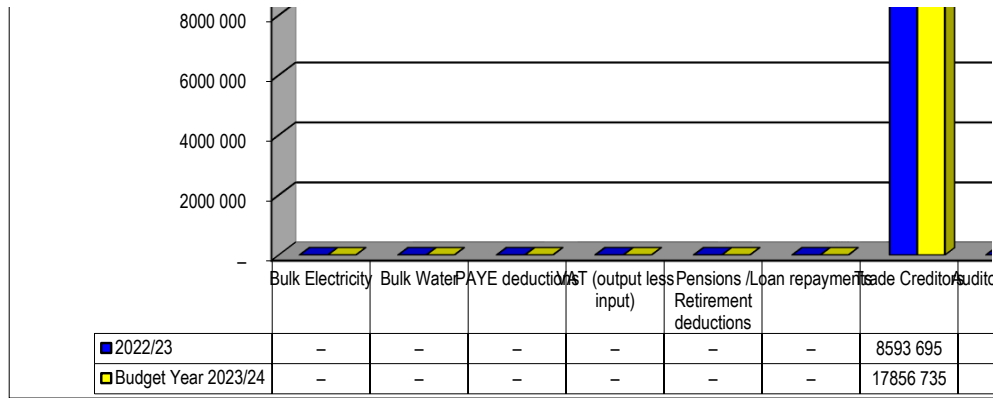 8000 000
6000 000
4000 000
2000 000
–
Bulk Electricity Bulk Water PAYE deductions VAT (output less input) Pensions / Retirement deductions Loan repayments Trade Creditors Audito
2022/23 – – – – – – 8593 695
Budget Year 2023/24 – – – – – – 17856 735